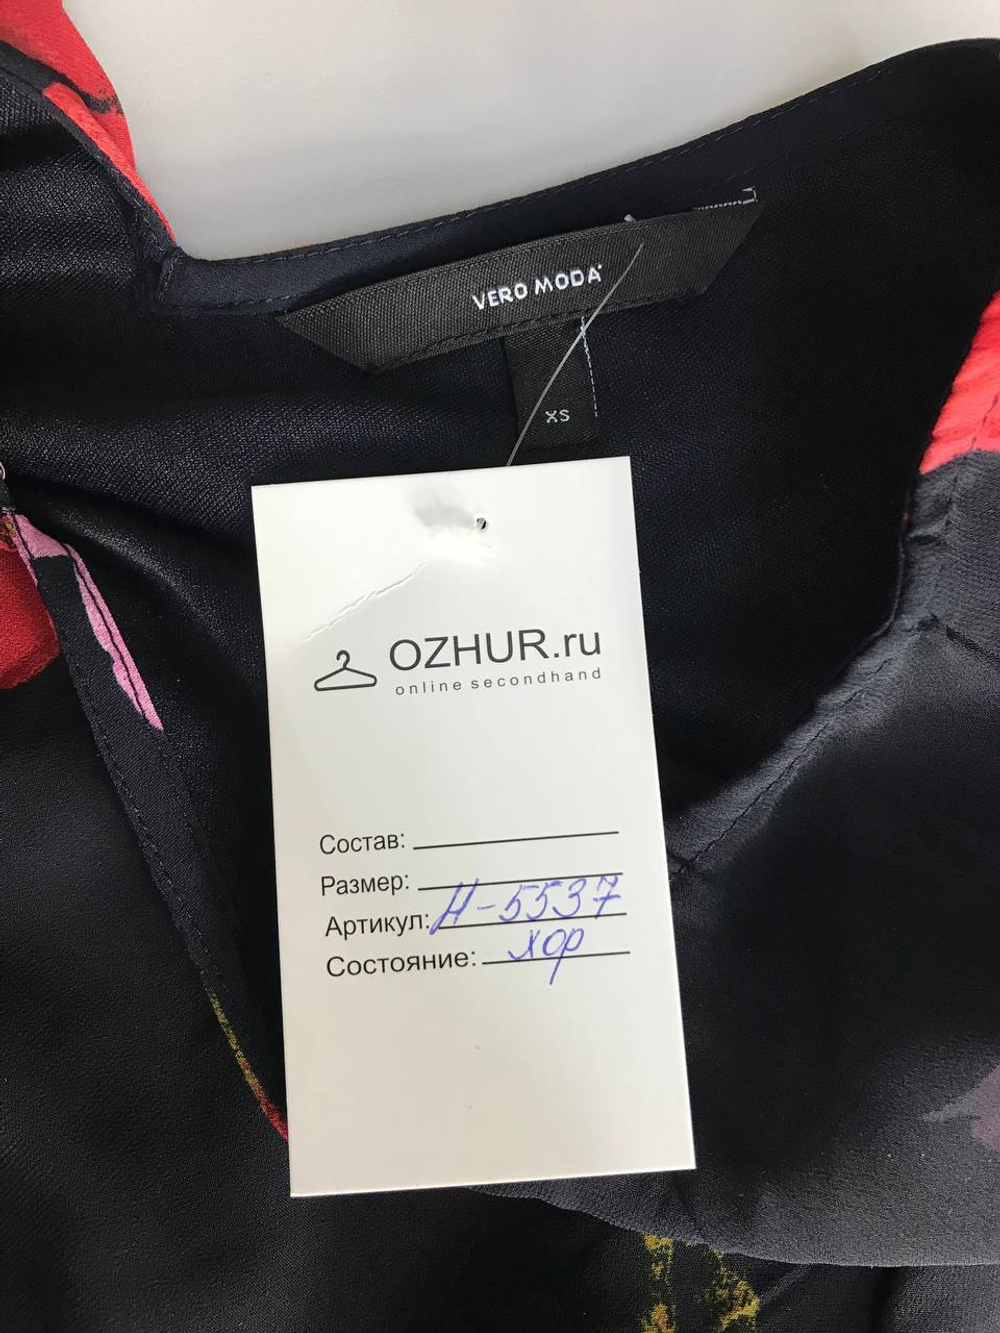 VERO MODA
XS
OZHUR.ru
online secondhand
Состав:
Размер:
Артикул: Н-5537
Состояние: хор